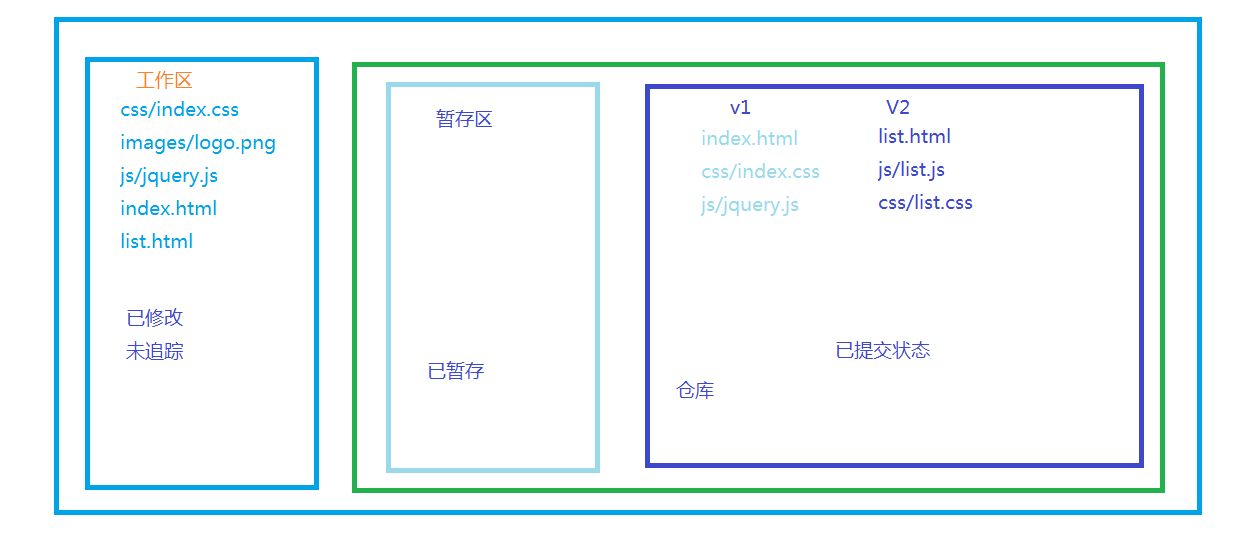 工作区
css/index.css
images/logo.png
js/jquery.js
index.html
list.html
已修改
未追踪
暂存区
已暂存
v1
index.html
css/index.css
js/jquery.js
V2
list.html
js/list.js
css/list.css
已提交状态
仓库